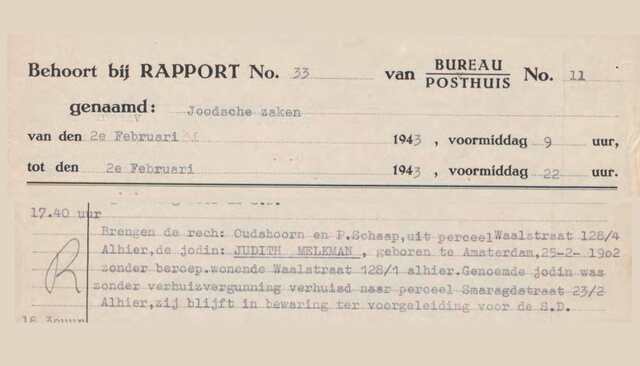 Behoort bij RAPPORT No. 33 van BUREAU POSTHUIS No. 11
genaamd: Joodsche zaken
van den 2e Februari 1943, voormiddag 9 uur,
tot den 2e Februari 1943, voormiddag 22 uur.
17.40 uur
Brengen de rech: Oudshoorn en P.Schaap, uit perceel Waalstraat 128/4
Alhier, de jodin: JUDITH MELKMAN, geboren te Amsterdam, 25-2-1902
zonder beroep. wonende Waalstraat 128/1 alhier. Genoemde jodin was
R zonder verhuizvergunning verhuisd naar perceel Smaragdstraat 23/2
Alhier, zij blijft in bewaring ter voorgeleiding voor de S.D.